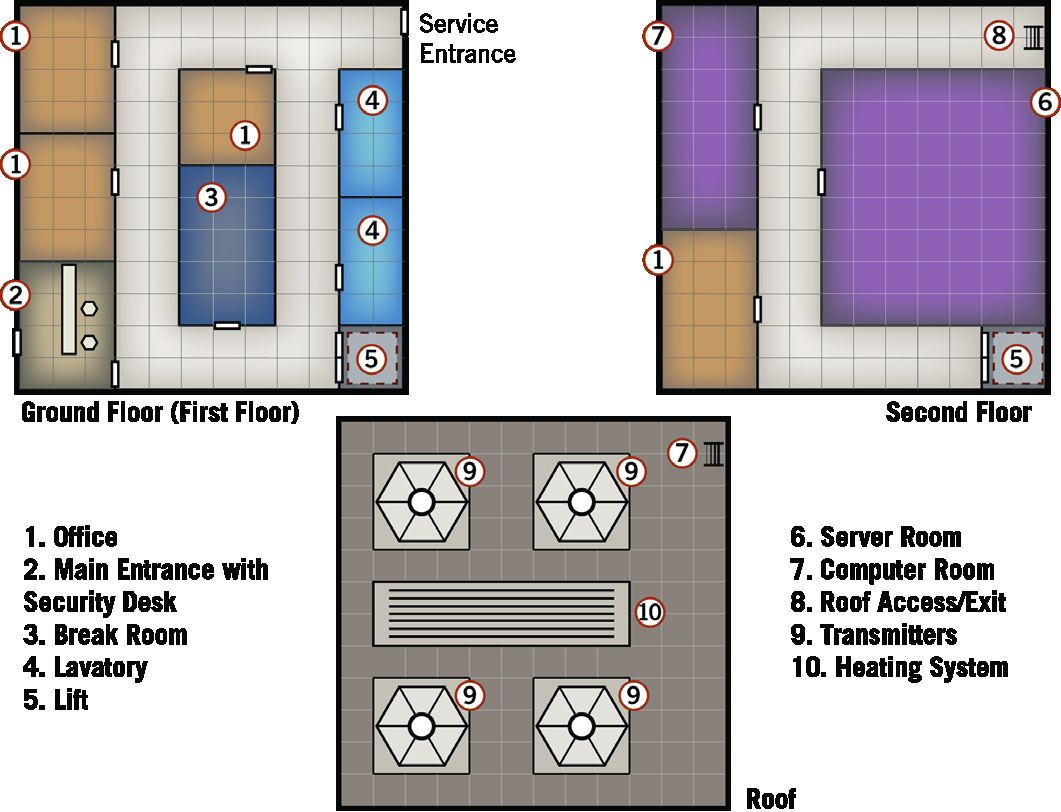 1
Service
Entrance
7
8
4
6
1
1
3
4
1
2
5
5
Ground Floor (First Floor)
Second Floor
7
9
9
1. Office
2. Main Entrance with
Security Desk
3. Break Room
4. Lavatory
5. Lift
10
9
9
6. Server Room
7. Computer Room
8. Roof Access/Exit
9. Transmitters
10. Heating System
Roof